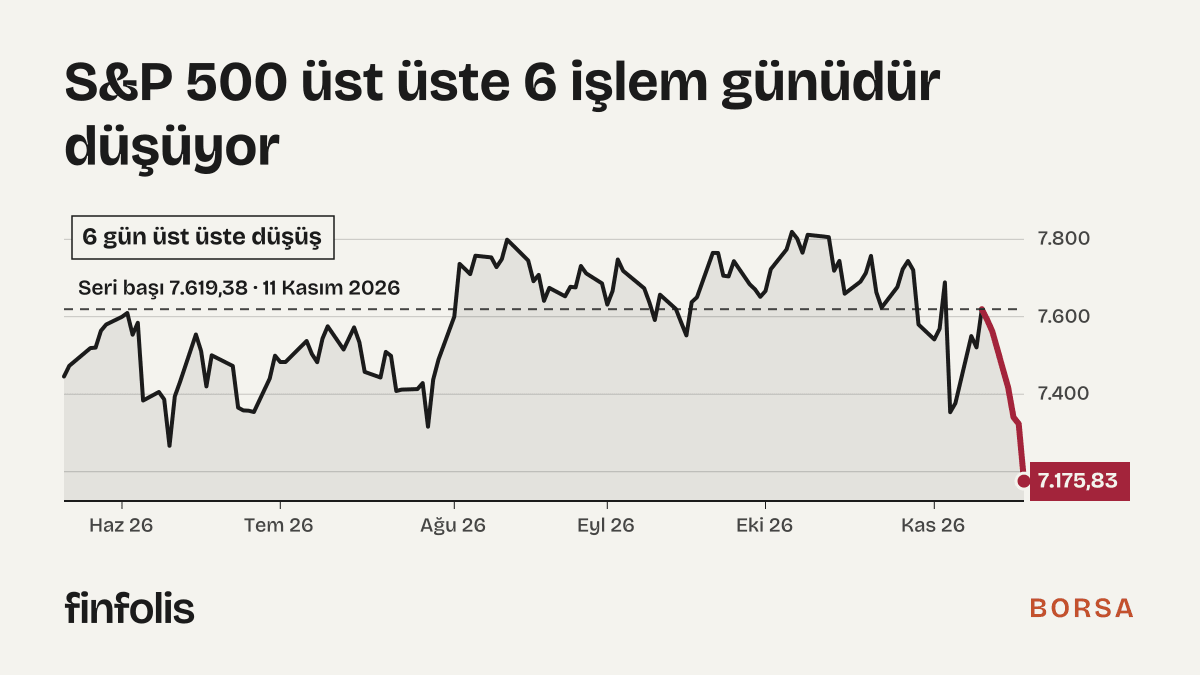 S&P 500 üst üste 6 işlem günüdür
düşüyor
6 gün üst üste düşüş
Seri başı 7.619,38 · 11 Kasım 2026
7.800
7.600
7.400
7.175,83
Haz 26
Tem 26
Ağu 26
Eyl 26
Eki 26
Kas 26
finfolis
BORSA